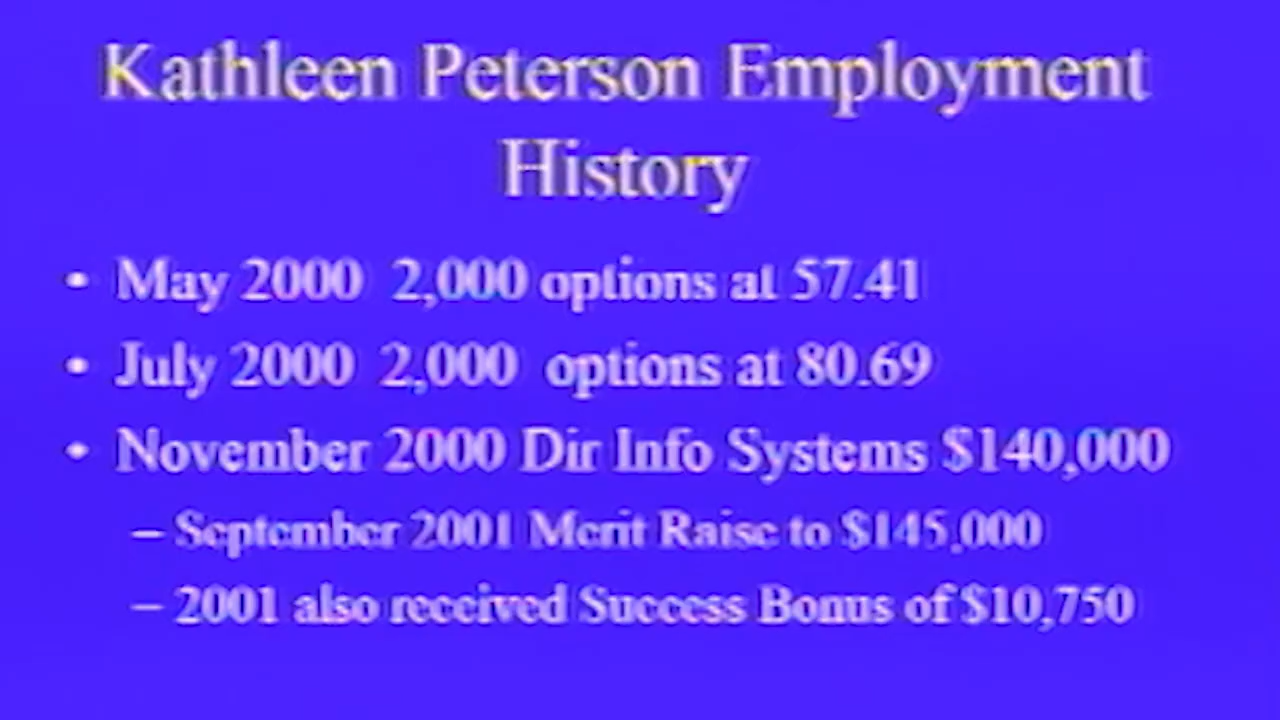 Kathleen Peterson Employment
History
• May 2000 2,000 options at 57.41
• July 2000 2,000 options at 80.69
• November 2000 Dir Info Systems $140,000
– September 2001 Merit Raise to $145,000
– 2001 also received Success Bonus of $10,750